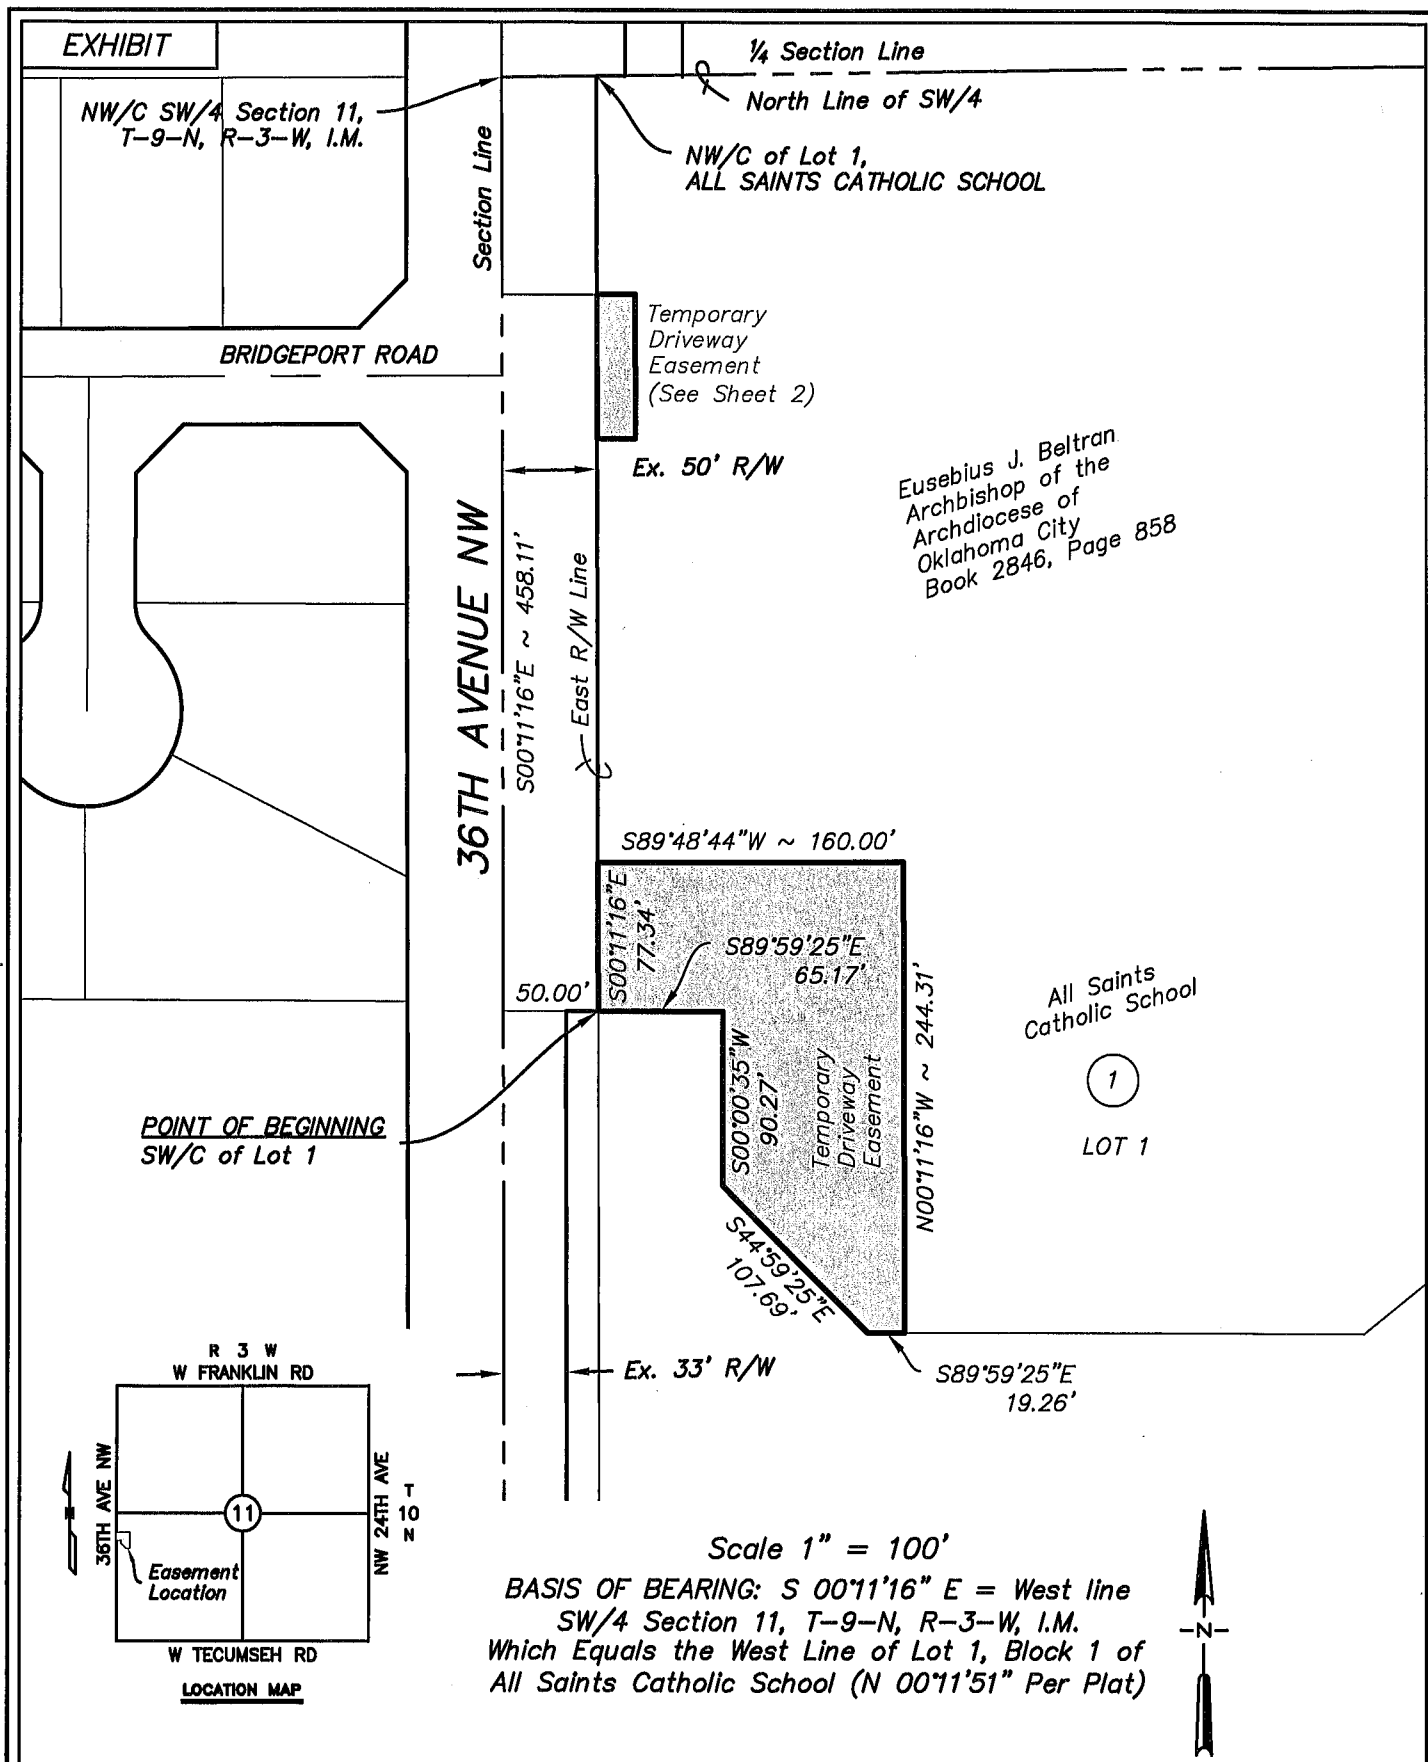 EXHIBIT
1/4 Section Line
North Line of SW/4
NW/C SW/4 Section 11,
T-9-N, R-3-W, I.M.
NW/C of Lot 1,
ALL SAINTS CATHOLIC SCHOOL
Section Line
Temporary
Driveway
Easement
(See Sheet 2)
BRIDGEPORT ROAD
Ex. 50' R/W
Eusebius J. Beltran
Archbishop of the
Archdiocese of
Oklahoma City
Book 2846, Page 858
36TH AVENUE NW
S00°11'16"E ~ 458.11'
East R/W Line
S89°48'44"W ~ 160.00'
S00°11'16"E
77.34'
S89°59'25"E
65.17'
50.00'
N00°11'16"W ~ 244.31'
All Saints
Catholic School
1
LOT 1
S00°00'35"W
90.27'
Temporary
Driveway
Easement
POINT OF BEGINNING
SW/C of Lot 1
S44°59'25"E
107.69'
Ex. 33' R/W
S89°59'25"E
19.26'
R 3 W
W FRANKLIN RD
36TH AVE NW
11
NW 24TH AVE
T
10
N
N
Easement
Location
W TECUMSEH RD
LOCATION MAP
Scale 1" = 100'
BASIS OF BEARING: S 00°11'16" E = West line
SW/4 Section 11, T-9-N, R-3-W, I.M.
Which Equals the West Line of Lot 1, Block 1 of
All Saints Catholic School (N 00°11'51" Per Plat)
N